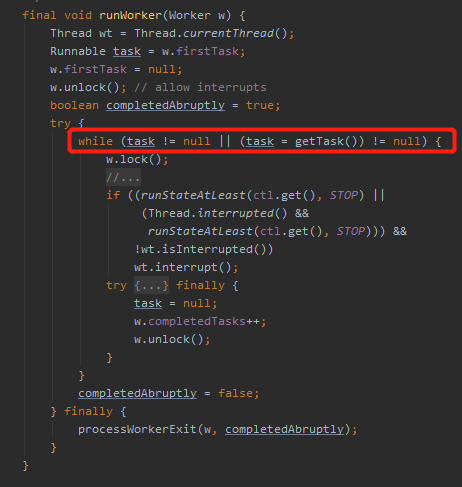 final void runWorker(Worker w) {
    Thread wt = Thread.currentThread();
    Runnable task = w.firstTask;
    w.firstTask = null;
    w.unlock(); // allow interrupts
    boolean completedAbruptly = true;
    try {
        while (task != null || (task = getTask()) != null) {
            w.lock();
            //...
            if ((runStateAtLeast(ctl.get(), STOP) ||
                 (Thread.interrupted() &&
                  runStateAtLeast(ctl.get(), STOP))) &&
                !wt.isInterrupted())
                wt.interrupt();
            try {...} finally {
                task = null;
                w.completedTasks++;
                w.unlock();
            }
        }
        completedAbruptly = false;
    } finally {
        processWorkerExit(w, completedAbruptly);
    }
}